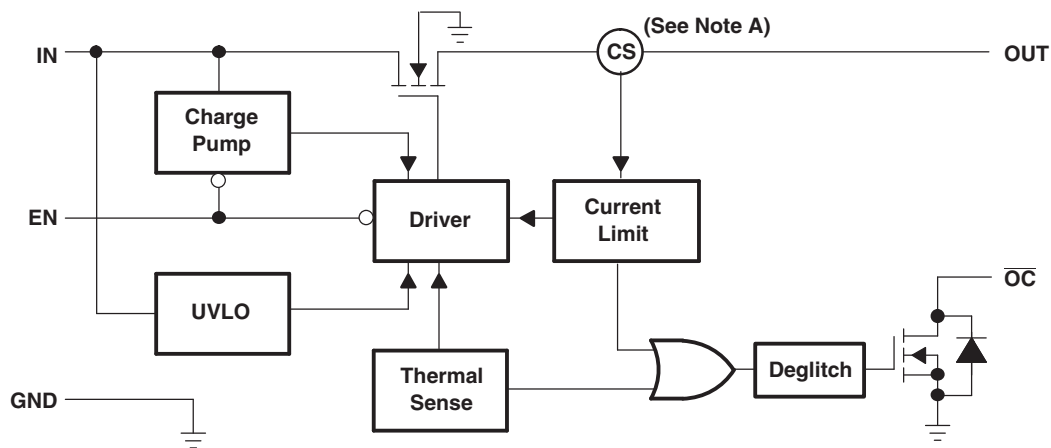 (See Note A)
IN
CS
OUT
Charge
Pump
EN
Driver
Current
Limit
OC
UVLO
Thermal
Sense
Deglitch
GND